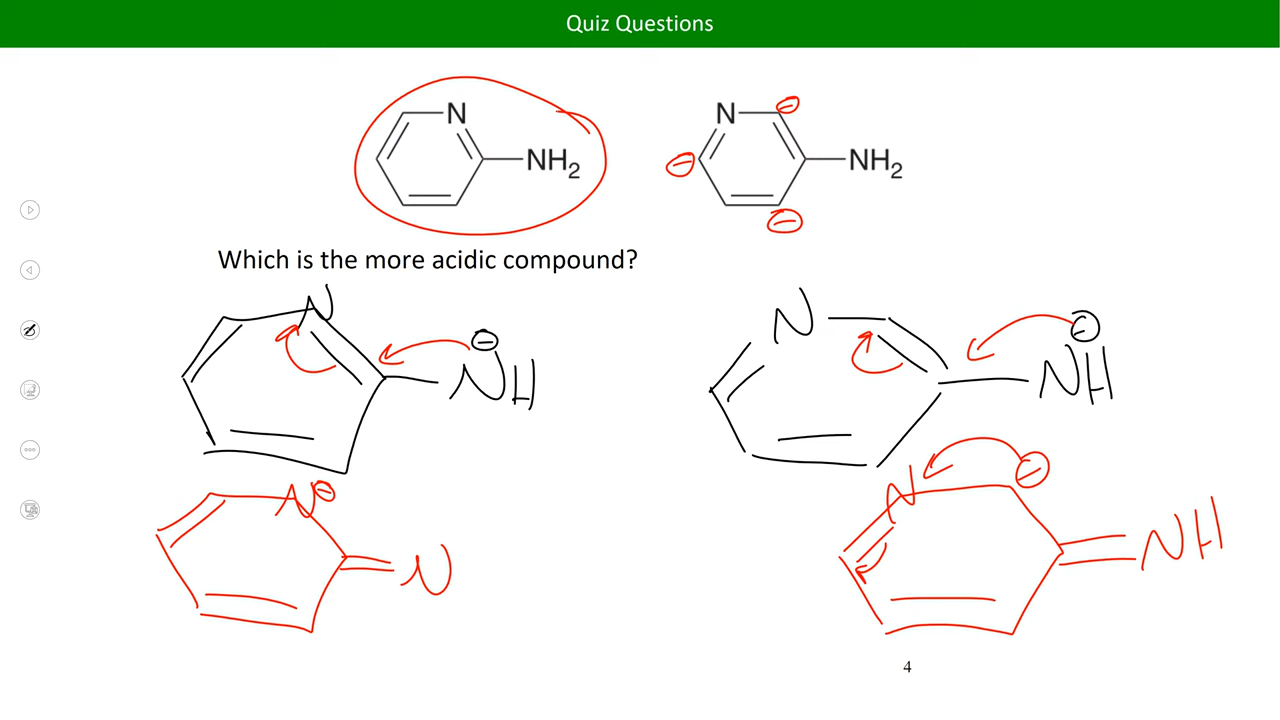 Quiz Questions
N
NH2
N
⊖
⊖
⊖
NH2
Which is the more acidic compound?
N
⊖
NH
N
⊖
NH
N⊖
N
N
⊖
NH
4